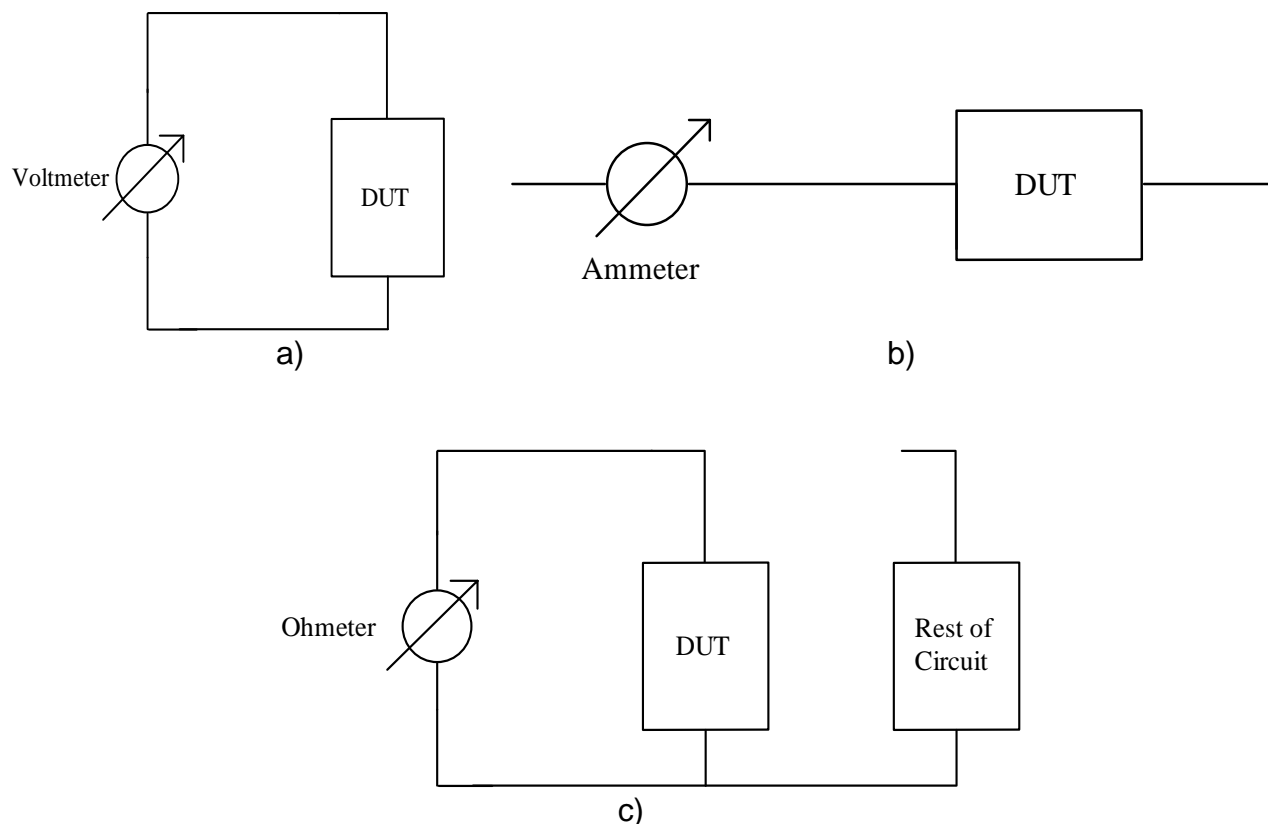 Voltmeter
DUT
a)
Ammeter
DUT
b)
Ohmeter
DUT
Rest of
Circuit
c)